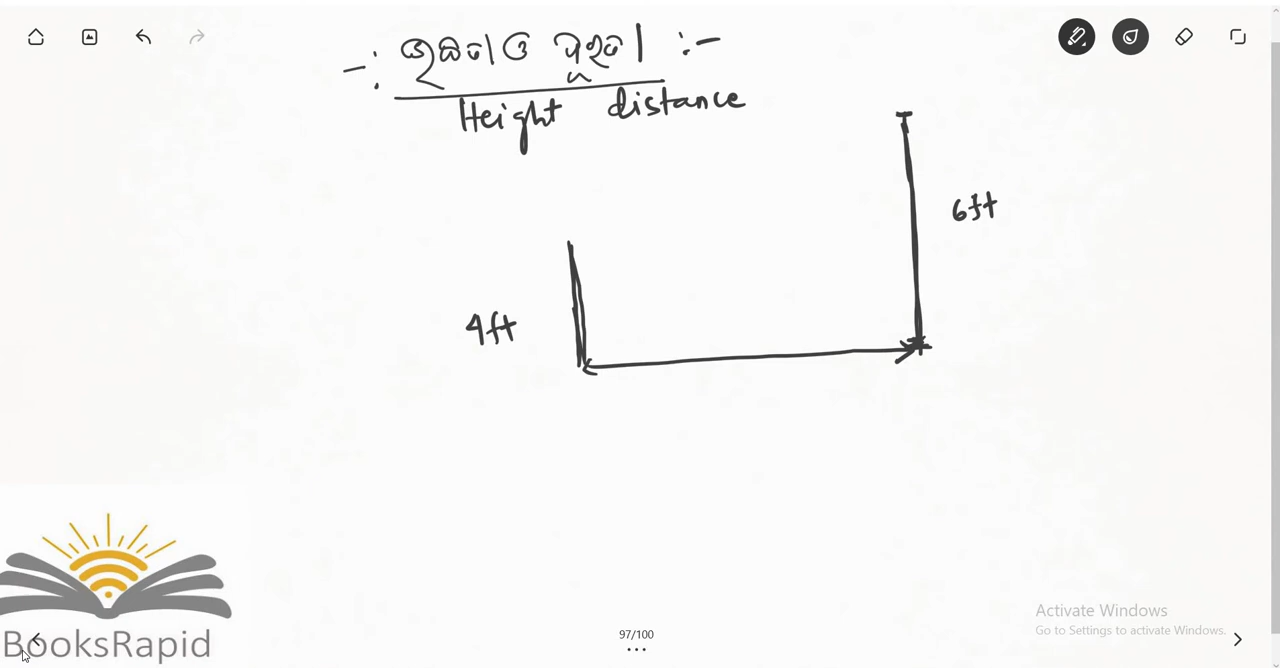 -: ଉଚ୍ଚତା ଓ ଦୂରତା :-
Height distance
6ft
4ft
BooksRapid
97/100
Activate Windows
Go to Settings to activate Windows.